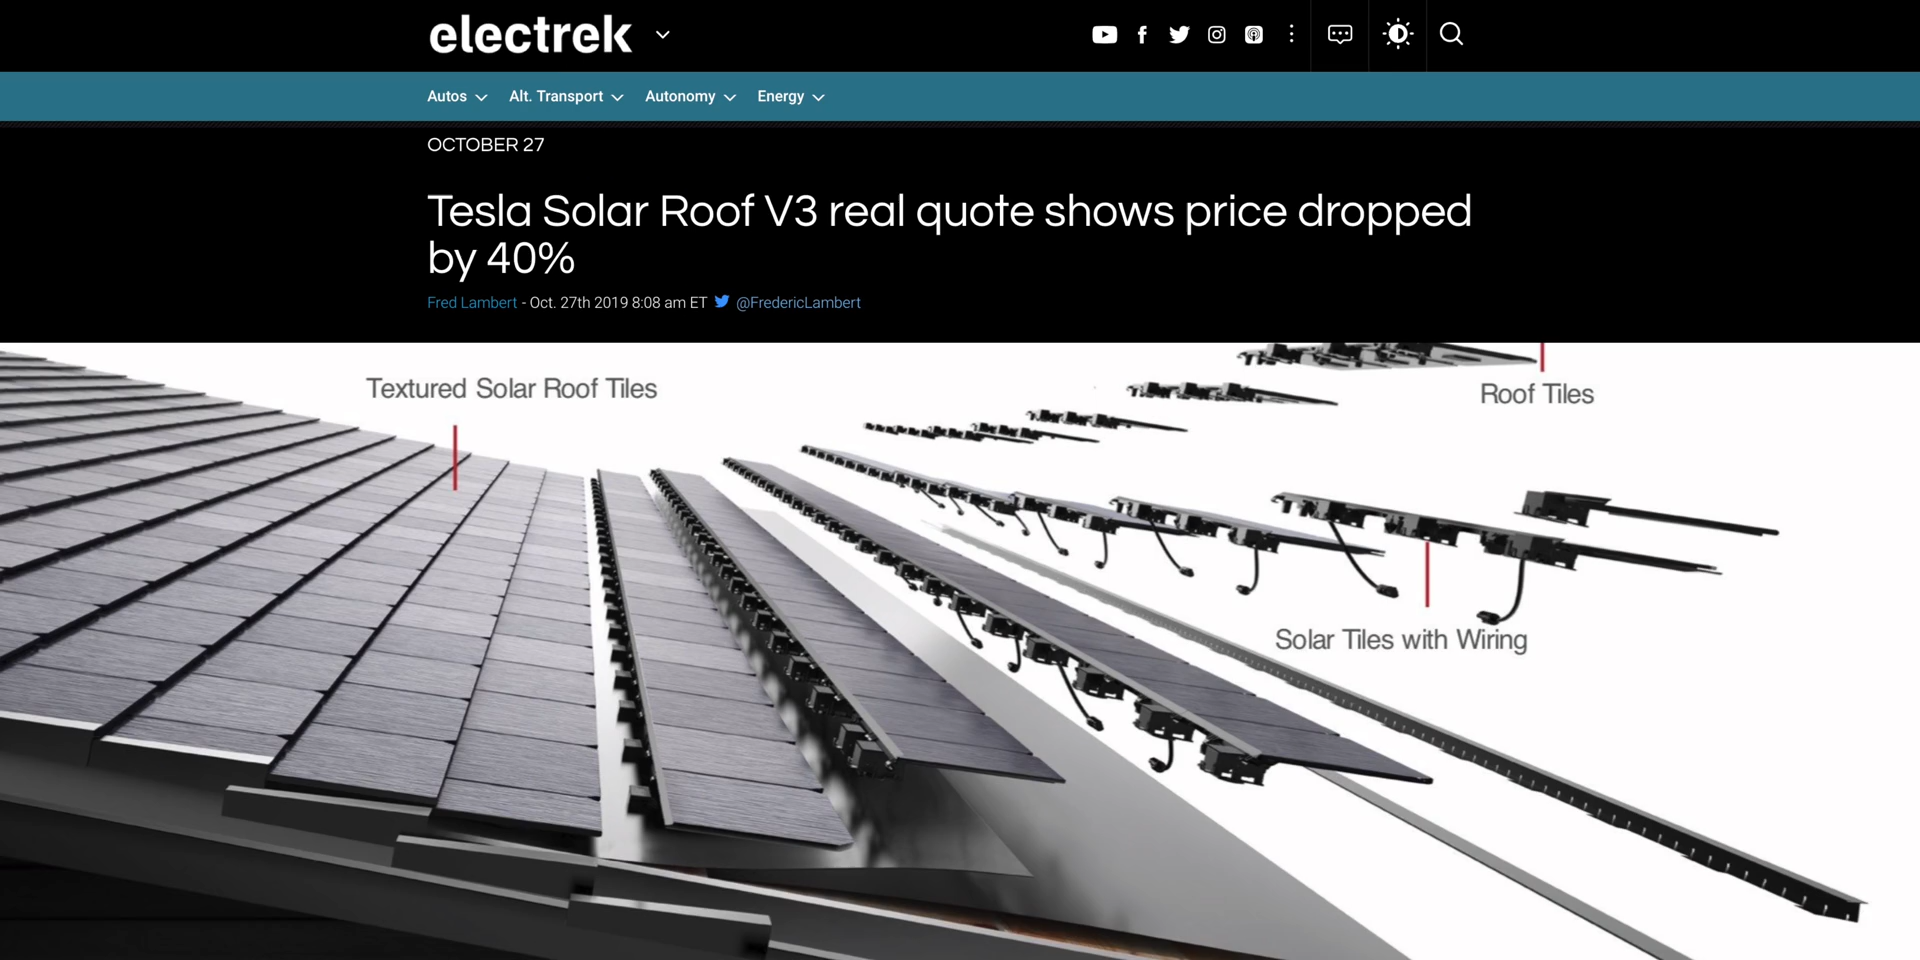 electrek
Autos
Alt. Transport
Autonomy
Energy
OCTOBER 27
Tesla Solar Roof V3 real quote shows price dropped
by 40%
Fred Lambert - Oct. 27th 2019 8:08 am ET @FredericLambert
Textured Solar Roof Tiles
Roof Tiles
Solar Tiles with Wiring